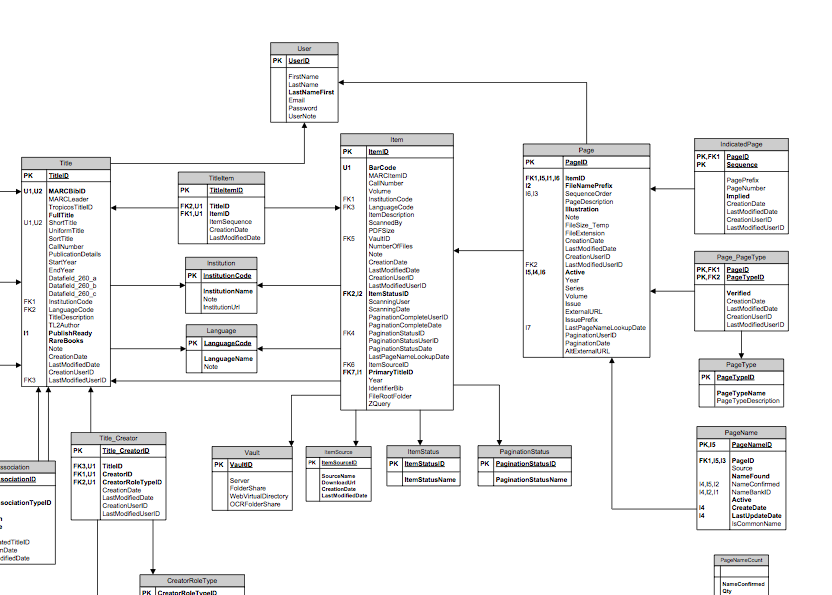 User
PK UserID
FirstName
LastName
LastNameFirst
Email
Password
UserNote
Title
PK TitleID
U1,U2 MARCBibID
MARCLeader
TropicosTitleID
FullTitle
U1,U2 ShortTitle
UniformTitle
SortTitle
CallNumber
PublicationDetails
StartYear
EndYear
Datafield_260_a
Datafield_260_b
Datafield_260_c
FK1 InstitutionCode
FK2 LanguageCode
TitleDescription
TL2Author
I1 PublishReady
RareBooks
Note
CreationDate
LastModifiedDate
CreationUserID
FK3 LastModifiedUserID
TitleItem
PK TitleItemID
FK2,U1 TitleID
FK1,U1 ItemID
ItemSequence
CreationDate
LastModifiedDate
Institution
PK InstitutionCode
InstitutionName
Note
InstitutionUrl
Language
PK LanguageCode
LanguageName
Note
Item
PK ItemID
U1 BarCode
MARCItemID
CallNumber
Volume
FK1 InstitutionCode
FK3 LanguageCode
ItemDescription
ScannedBy
PDFSize
FK5 VaultID
NumberOfFiles
Note
CreationDate
LastModifiedDate
CreationUserID
LastModifiedUserID
FK2,I2 ItemStatusID
ScanningUser
ScanningDate
PaginationCompleteUserID
PaginationCompleteDate
FK4 PaginationStatusID
PaginationStatusUserID
PaginationStatusDate
LastPageNameLookupDate
FK6 ItemSourceID
FK7,I1 PrimaryTitleID
Year
IdentifierBib
FileRootFolder
ZQuery
Page
PK PageID
FK1,I5,I1,I6 ItemID
I2 FileNamePrefix
I6,I3 SequenceOrder
PageDescription
Illustration
Note
FileSize_Temp
FileExtension
CreationDate
LastModifiedDate
CreationUserID
FK2 LastModifiedUserID
I5,I4,I6 Active
Year
Series
Volume
Issue
ExternalURL
IssuePrefix
I7 LastPageNameLookupDate
PaginationUserID
PaginationDate
AltExternalURL
IndicatedPage
PK,FK1 PageID
PK Sequence
PagePrefix
PageNumber
Implied
CreationDate
LastModifiedDate
CreationUserID
LastModifiedUserID
Page_PageType
PK,FK1 PageID
PK,FK2 PageTypeID
Verified
CreationDate
LastModifiedDate
CreationUserID
LastModifiedUserID
PageType
PK PageTypeID
PageTypeName
PageTypeDescription
PageName
PK,I5 PageNameID
FK1,I5,I3 PageID
Source
NameFound
I4,I5,I2 NameConfirmed
I4,I2,I1 NameBankID
Active
I4 CreateDate
I4 LastUpdateDate
IsCommonName
PageNameCount
NameConfirmed
Qty
Title_Creator
PK Title_CreatorID
FK3,U1 TitleID
FK1,U1 CreatorID
FK2,U1 CreatorRoleTypeID
CreationDate
LastModifiedDate
CreationUserID
LastModifiedUserID
Vault
PK VaultID
Server
FolderShare
WebVirtualDirectory
OCRFolderShare
ItemSource
PK ItemSourceID
SourceName
DownloadUrl
CreationDate
LastModifiedDate
ItemStatus
PK ItemStatusID
ItemStatusName
PaginationStatus
PK PaginationStatusID
PaginationStatusName
ssociation
ssociationID
ssociationTypeID
atedTitleID
nDate
difiedDate
CreatorRoleType
PK CreatorRoleTypeID